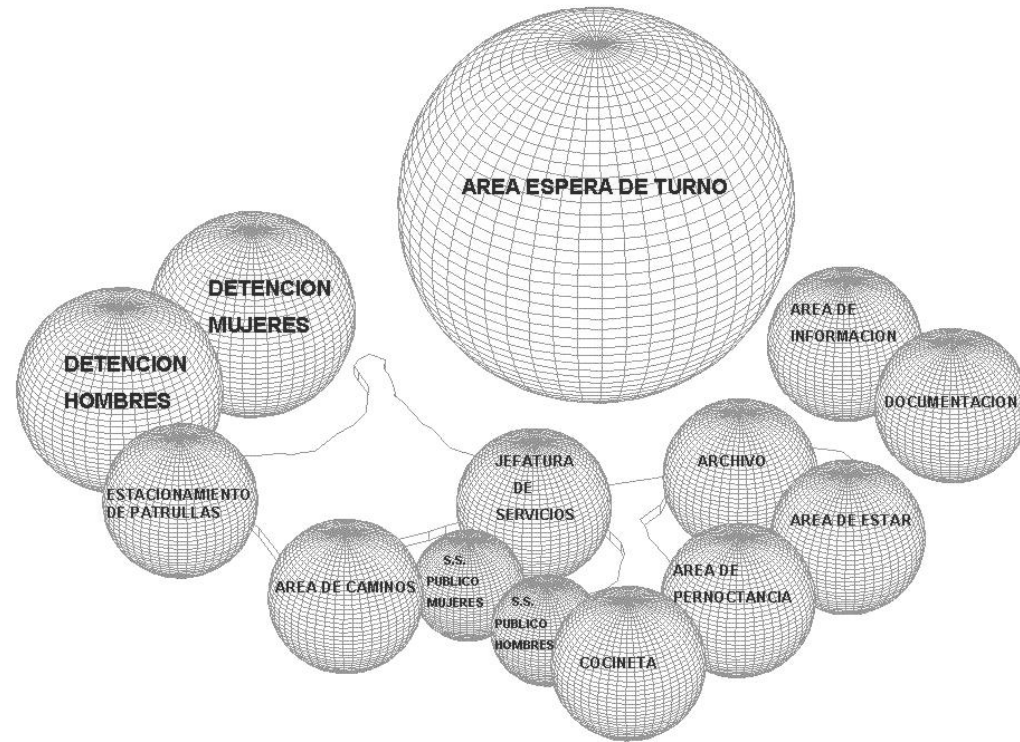 AREA ESPERA DE TURNO
DETENCION
MUJERES
DETENCION
HOMBRES
AREA DE
INFORMACION
DOCUMENTACION
ESTACIONAMIENTO
DE PATRULLAS
JEFATURA
DE
SERVICIOS
ARCHIVO
AREA DE ESTAR
AREA DE CAMINOS
S.S.
PUBLICO
MUJERES
S.S.
PUBLICO
HOMBRES
AREA DE
PERNOCTANCIA
COCINETA